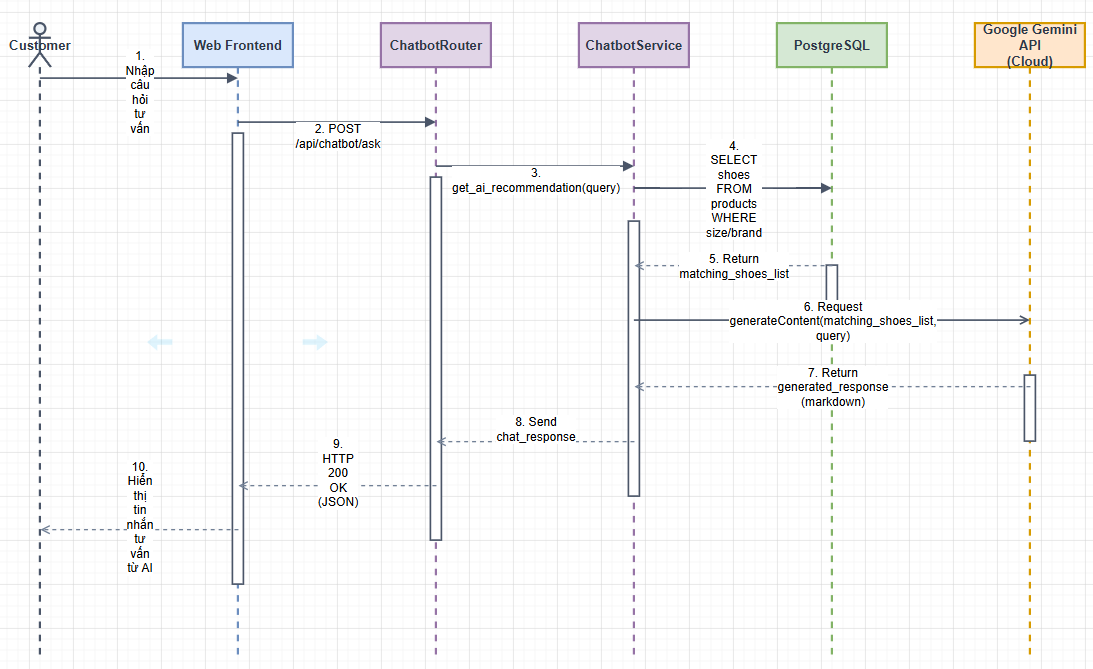 Customer
Web Frontend
ChatbotRouter
ChatbotService
PostgreSQL
Google Gemini
API
(Cloud)
1.
Nhập
câu
hỏi
tư
vấn
2. POST
/api/chatbot/ask
3.
get_ai_recommendation(query)
4.
SELECT
shoes
FROM
products
WHERE
size/brand
5. Return
matching_shoes_list
6. Request
generateContent(matching_shoes_list,
query)
7. Return
generated_response
(markdown)
8. Send
chat_response
9.
HTTP
200
OK
(JSON)
10.
Hiển
thị
tin
nhắn
tư
vấn
từ AI